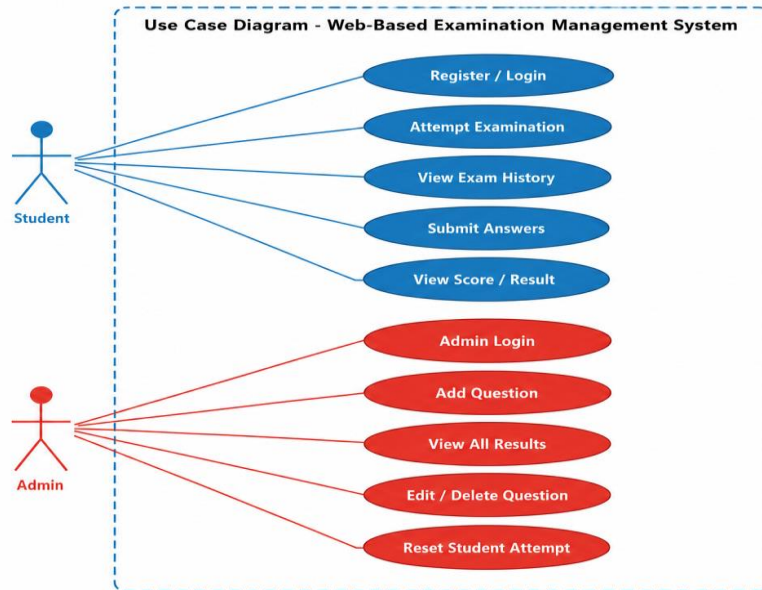 Use Case Diagram - Web-Based Examination Management System
Register / Login
Attempt Examination
View Exam History
Student
Submit Answers
View Score / Result
Admin Login
Add Question
View All Results
Admin
Edit / Delete Question
Reset Student Attempt